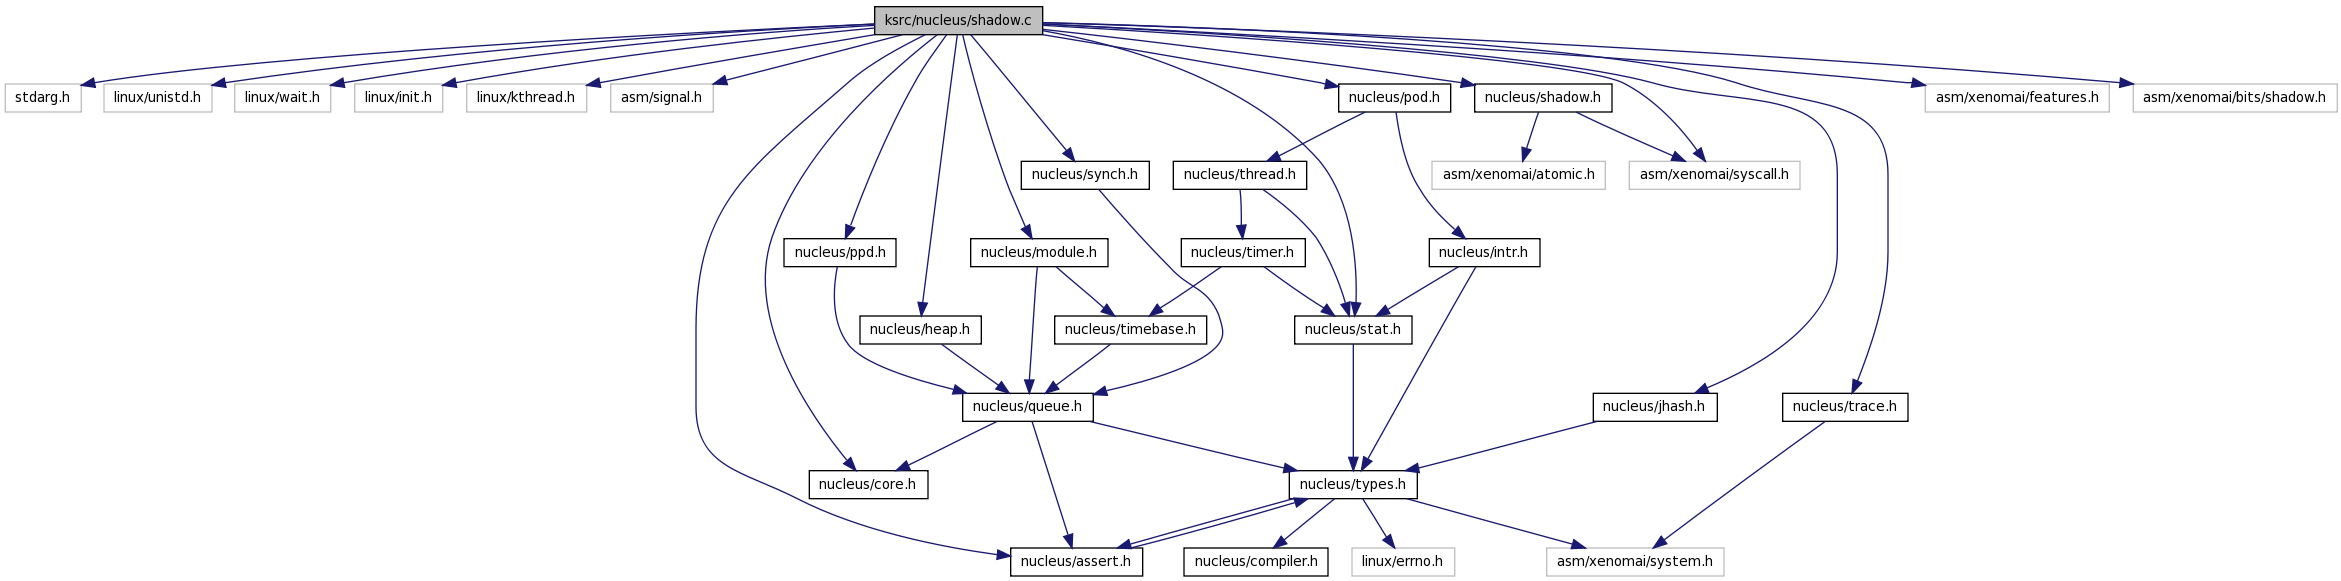 ksrc/nucleus/shadow.c
stdarg.h
linux/unistd.h
linux/wait.h
linux/init.h
linux/kthread.h
asm/signal.h
nucleus/pod.h
nucleus/shadow.h
asm/xenomai/features.h
asm/xenomai/bits/shadow.h
nucleus/synch.h
nucleus/thread.h
asm/xenomai/atomic.h
asm/xenomai/syscall.h
nucleus/ppd.h
nucleus/module.h
nucleus/timer.h
nucleus/intr.h
nucleus/heap.h
nucleus/timebase.h
nucleus/stat.h
nucleus/queue.h
nucleus/jhash.h
nucleus/trace.h
nucleus/core.h
nucleus/types.h
nucleus/assert.h
nucleus/compiler.h
linux/errno.h
asm/xenomai/system.h